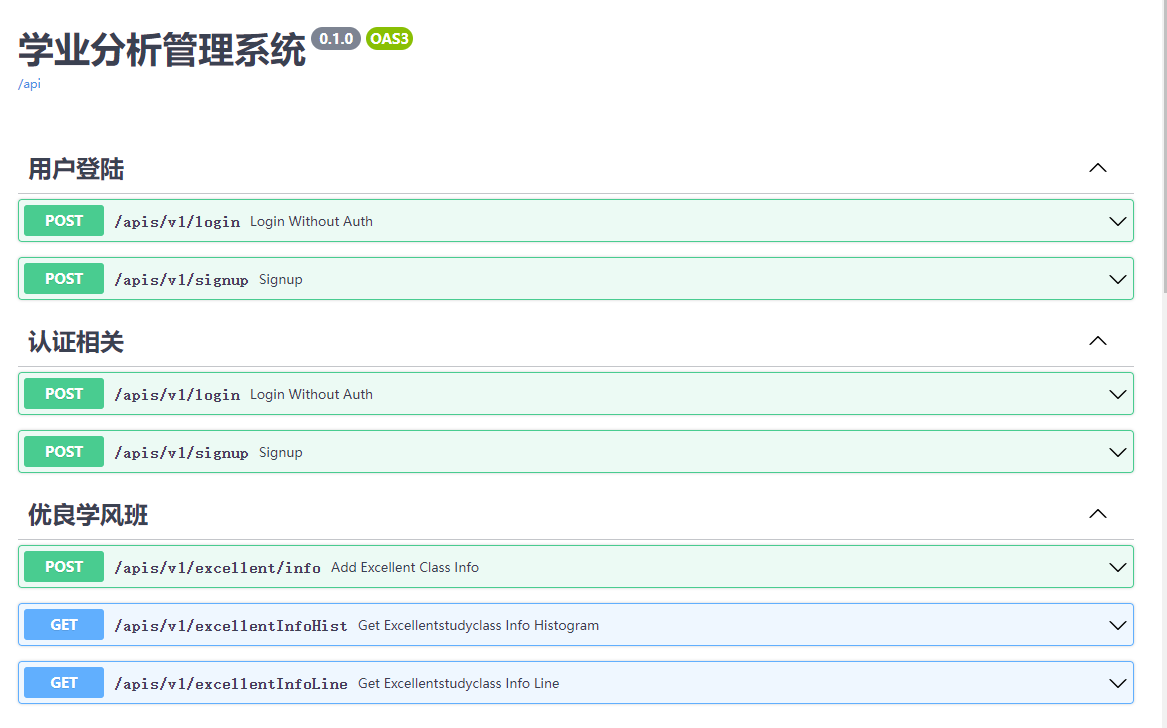 学业分析管理系统 0.1.0 OAS3
/api
用户登陆
POST /apis/v1/login Login Without Auth
POST /apis/v1/signup Signup
认证相关
POST /apis/v1/login Login Without Auth
POST /apis/v1/signup Signup
优良学风班
POST /apis/v1/excellent/info Add Excellent Class Info
GET /apis/v1/excellentInfoHist Get Excellentstudyclass Info Histogram
GET /apis/v1/excellentInfoLine Get Excellentstudyclass Info Line